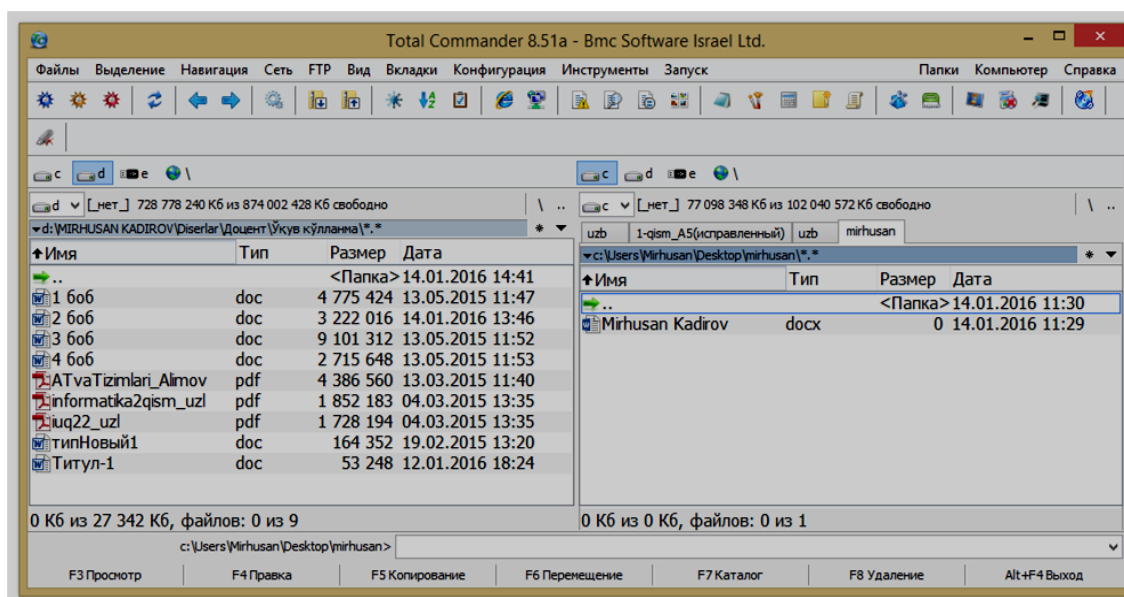 Total Commander 8.51a - Bmc Software Israel Ltd.
Файлы Выделение Навигация Сеть FTP Вид Вкладки Конфигурация Инструменты Запуск Папки Компьютер Справка
c d e \ c d e \
d [_нет_] 728 778 240 Кб из 874 002 428 Кб свободно \ .. c [_нет_] 77 098 348 Кб из 102 040 572 Кб свободно \ ..
d:\MIRHUSAN KADIROV\Diserlar\Доцент\Ўкув кўлланма\*.* * uzb 1-qism_A5(исправленный) uzb mirhusan
Имя Тип Размер Дата c:\Users\Mirhusan\Desktop\mirhusan\*.* *
.. <Папка> 14.01.2016 14:41 Имя Тип Размер Дата
1 боб doc 4 775 424 13.05.2015 11:47 .. <Папка> 14.01.2016 11:30
2 боб doc 3 222 016 14.01.2016 13:46 Mirhusan Kadirov docx 0 14.01.2016 11:29
3 боб doc 9 101 312 13.05.2015 11:52
4 боб doc 2 715 648 13.05.2015 11:53
ATvaTizimlari_Alimov pdf 4 386 560 13.03.2015 11:40
informatika2qism_uzl pdf 1 852 183 04.03.2015 13:35
iuq22_uzl pdf 1 728 194 04.03.2015 13:35
типНовый1 doc 164 352 19.02.2015 13:20
Титул-1 doc 53 248 12.01.2016 18:24
0 Кб из 27 342 Кб, файлов: 0 из 9 0 Кб из 0 Кб, файлов: 0 из 1
c:\Users\Mirhusan\Desktop\mirhusan>
F3 Просмотр F4 Правка F5 Копирование F6 Перемещение F7 Каталог F8 Удаление Alt+F4 Выход